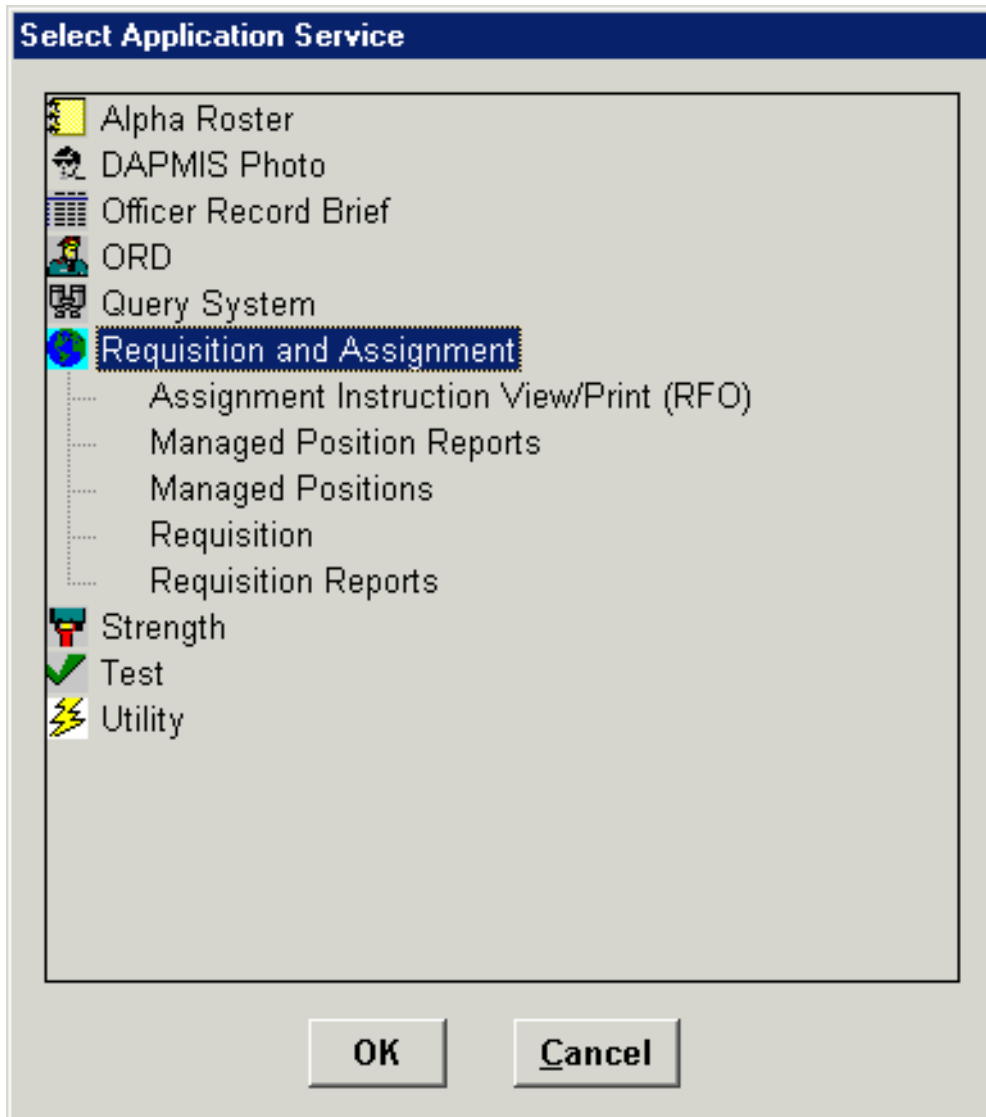 Select Application Service
Alpha Roster
DAPMIS Photo
Officer Record Brief
ORD
Query System
Requisition and Assignment
Assignment Instruction View/Print (RFO)
Managed Position Reports
Managed Positions
Requisition
Requisition Reports
Strength
Test
Utility
OK
Cancel